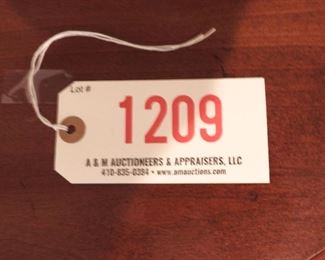 Lot #
1209
A & M AUCTIONEERS & APPRAISERS, LLC
410-835-0384 • www.amauctions.com